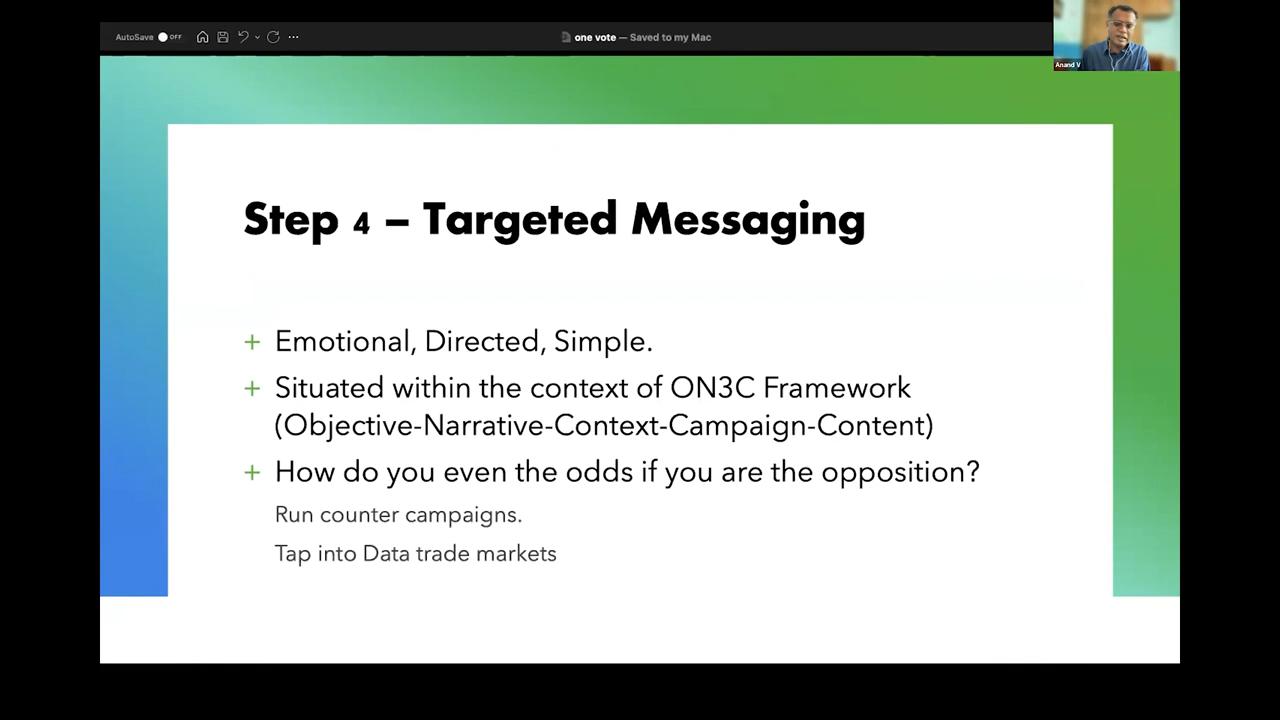 AutoSave OFF
one vote — Saved to my Mac
Anand V
Step 4 – Targeted Messaging
+ Emotional, Directed, Simple.
+ Situated within the context of ON3C Framework
(Objective-Narrative-Context-Campaign-Content)
+ How do you even the odds if you are the opposition?
Run counter campaigns.
Tap into Data trade markets